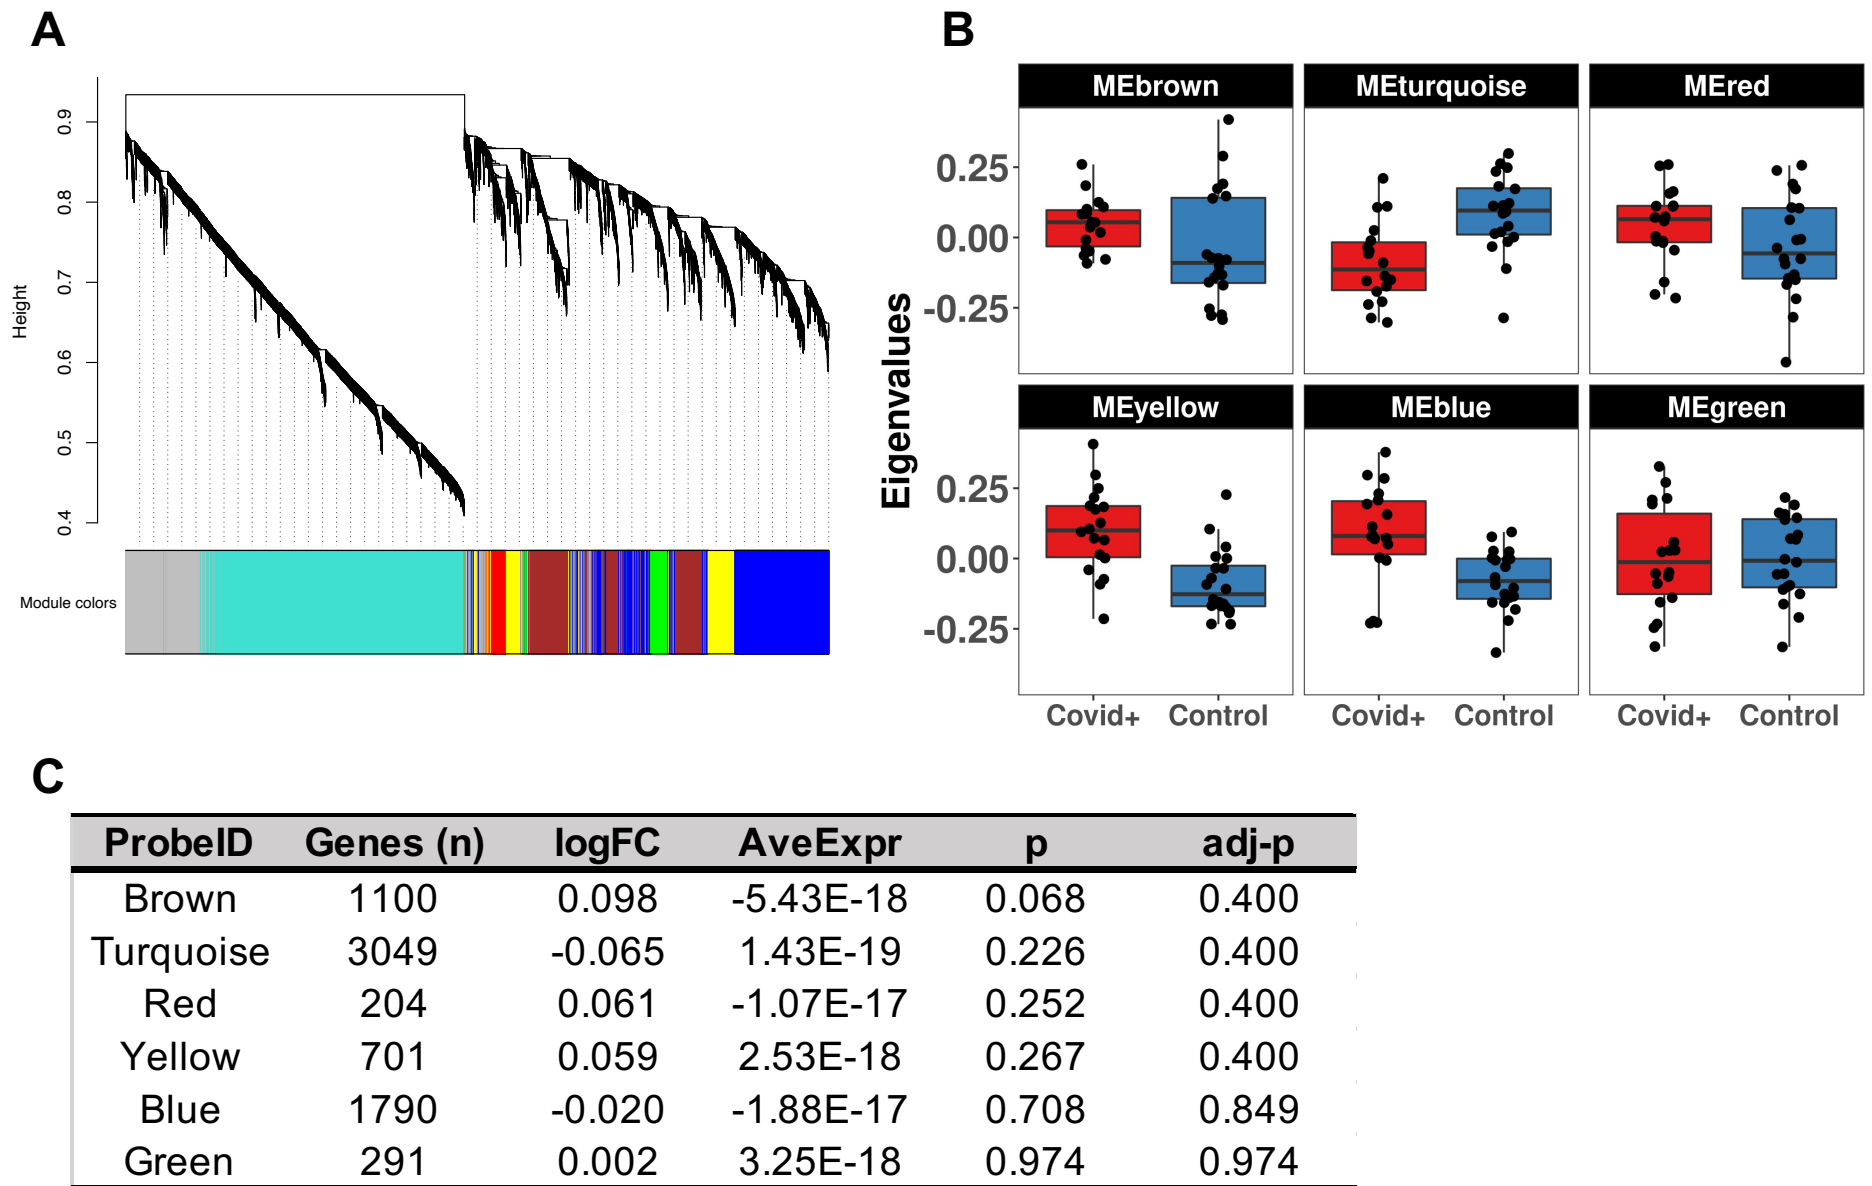 A
0.9
0.8
0.7
0.6
0.5
0.4
Height
Module colors
B
MEbrown MEturquoise MEred
0.25
0.00
-0.25
MEyellow MEblue MEgreen
0.25
0.00
-0.25
Eigenvalues
Covid+ Control Covid+ Control Covid+ Control
C
ProbeID Genes (n) logFC AveExpr p adj-p
Brown 1100 0.098 -5.43E-18 0.068 0.400
Turquoise 3049 -0.065 1.43E-19 0.226 0.400
Red 204 0.061 -1.07E-17 0.252 0.400
Yellow 701 0.059 2.53E-18 0.267 0.400
Blue 1790 -0.020 -1.88E-17 0.708 0.849
Green 291 0.002 3.25E-18 0.974 0.974